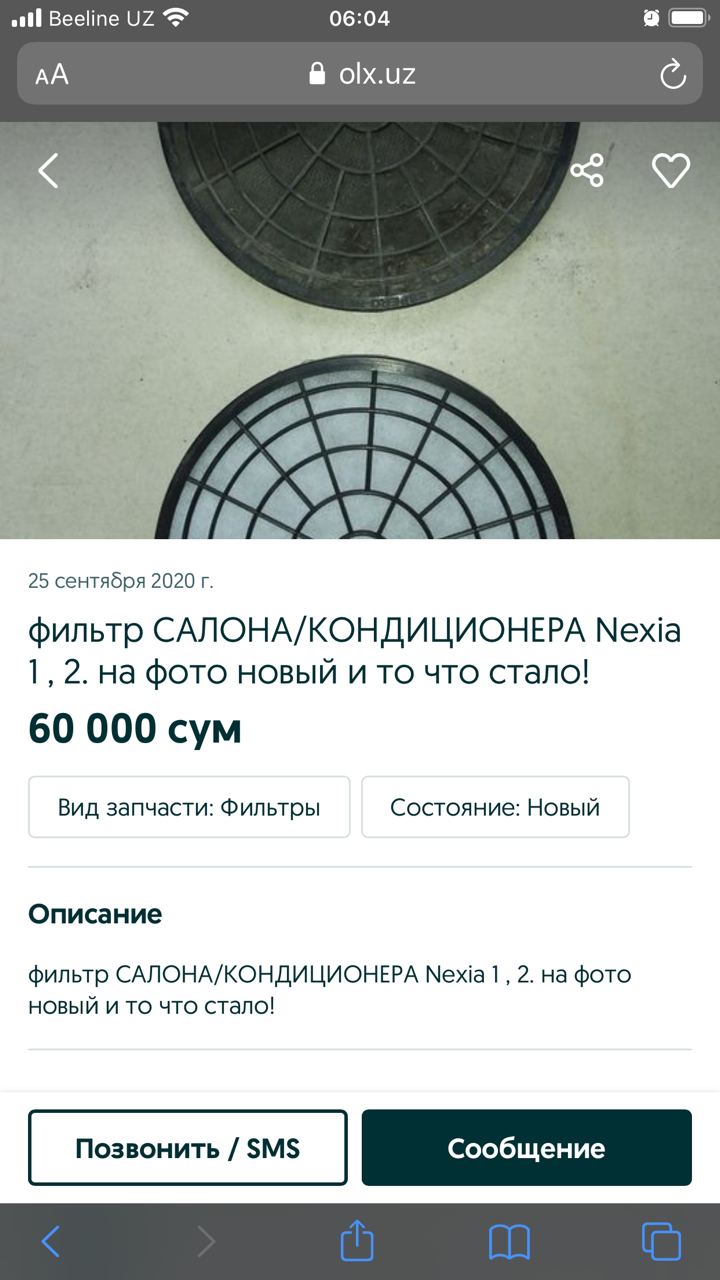 Beeline UZ 06:04
AA olx.uz
25 сентября 2020 г.
фильтр САЛОНА/КОНДИЦИОНЕРА Nexia
1 , 2. на фото новый и то что стало!
60 000 сум
Вид запчасти: Фильтры Состояние: Новый
Описание
фильтр САЛОНА/КОНДИЦИОНЕРА Nexia 1 , 2. на фото
новый и то что стало!
Позвонить / SMS Сообщение